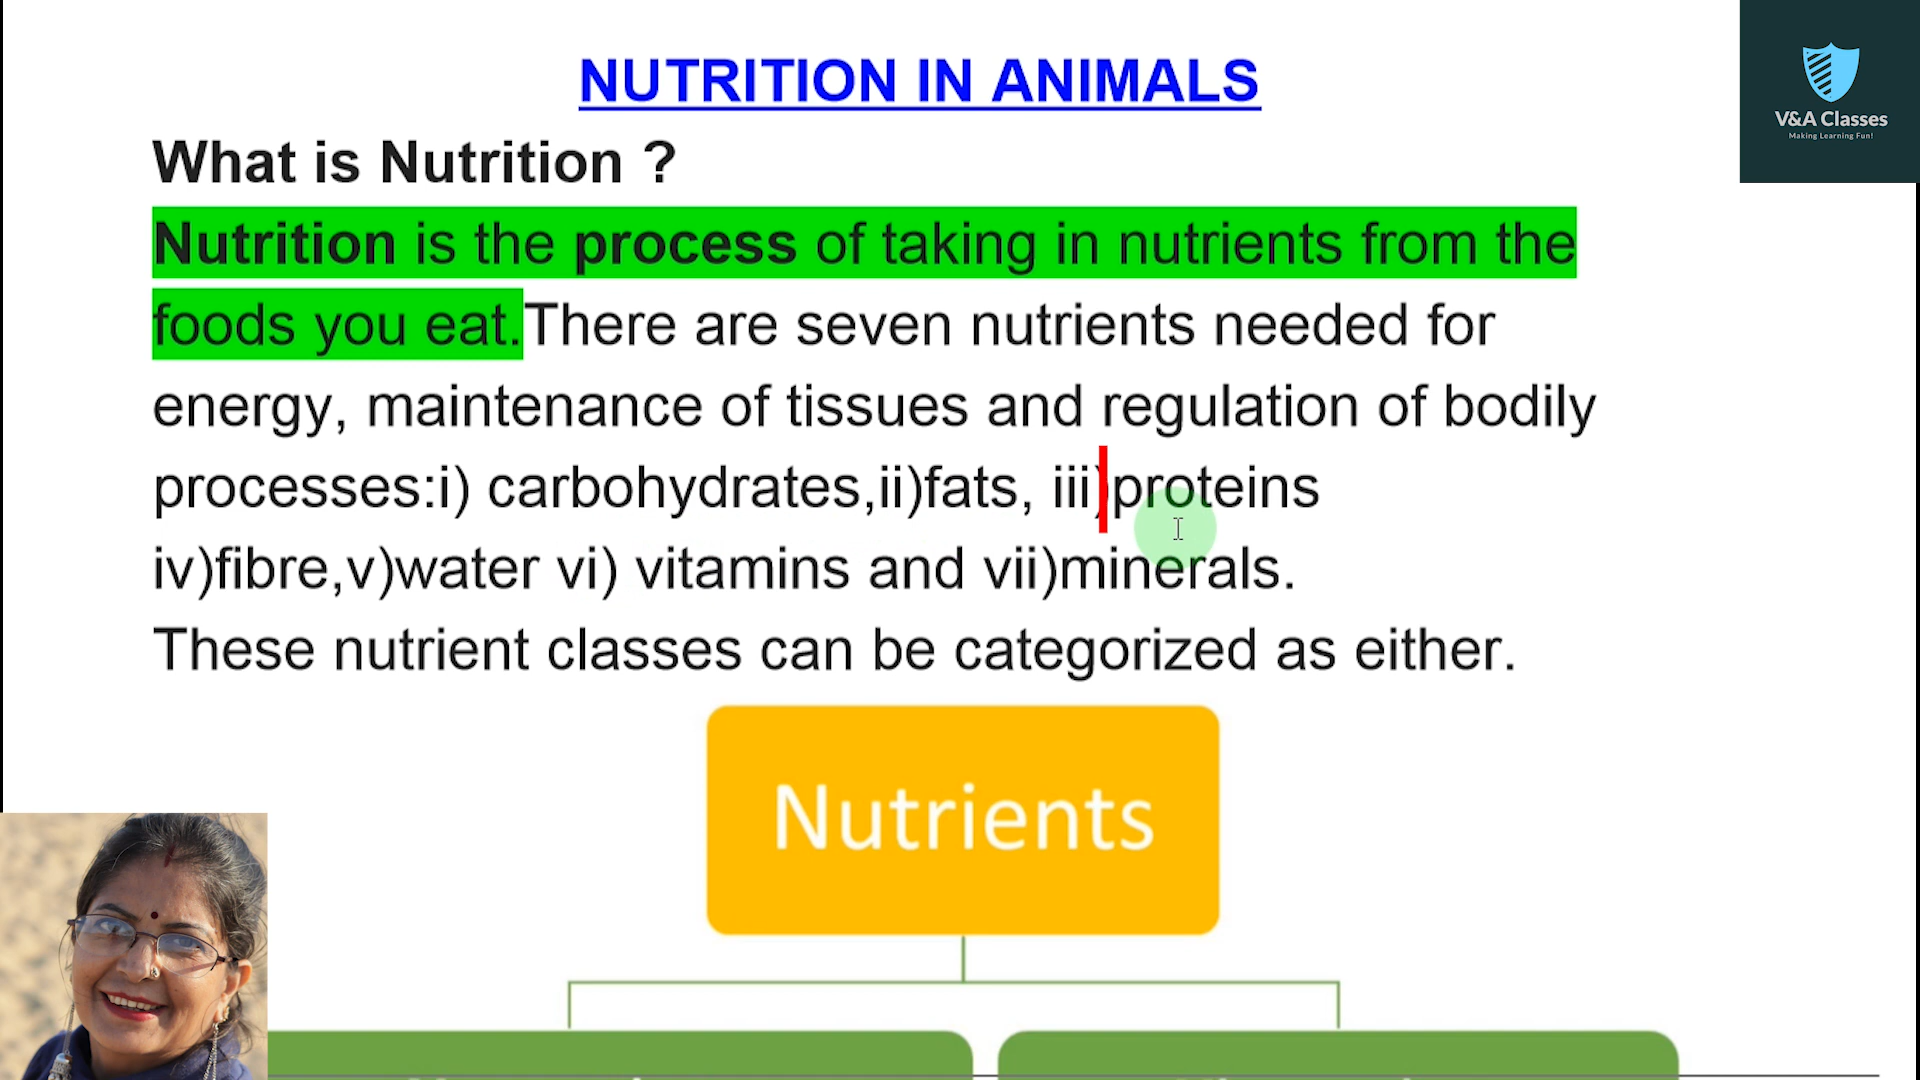 NUTRITION IN ANIMALS
V&A Classes
Making Learning Fun!
What is Nutrition ?
Nutrition is the process of taking in nutrients from the
foods you eat.There are seven nutrients needed for
energy, maintenance of tissues and regulation of bodily
processes:i) carbohydrates,ii)fats, iii)proteins
iv)fibre,v)water vi) vitamins and vii)minerals.
These nutrient classes can be categorized as either.
Nutrients